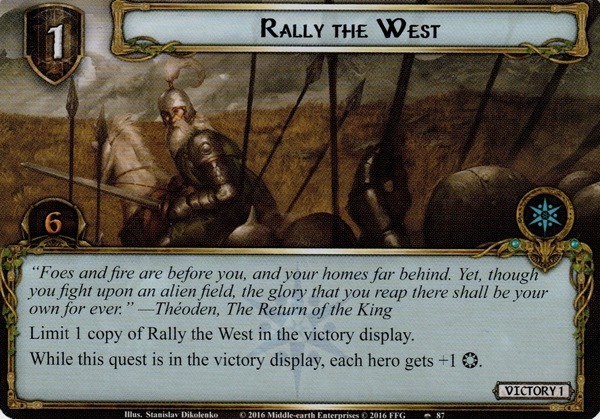 1
RALLY THE WEST
6
“Foes and fire are before you, and your homes far behind. Yet, though
you fight upon an alien field, the glory that you reap there shall be your
own for ever.” —Théoden, The Return of the King
Limit 1 copy of Rally the West in the victory display.
While this quest is in the victory display, each hero gets +1
VICTORY 1
Illus. Stanislav Dikolenko © 2016 Middle-earth Enterprises © 2016 FFG 87